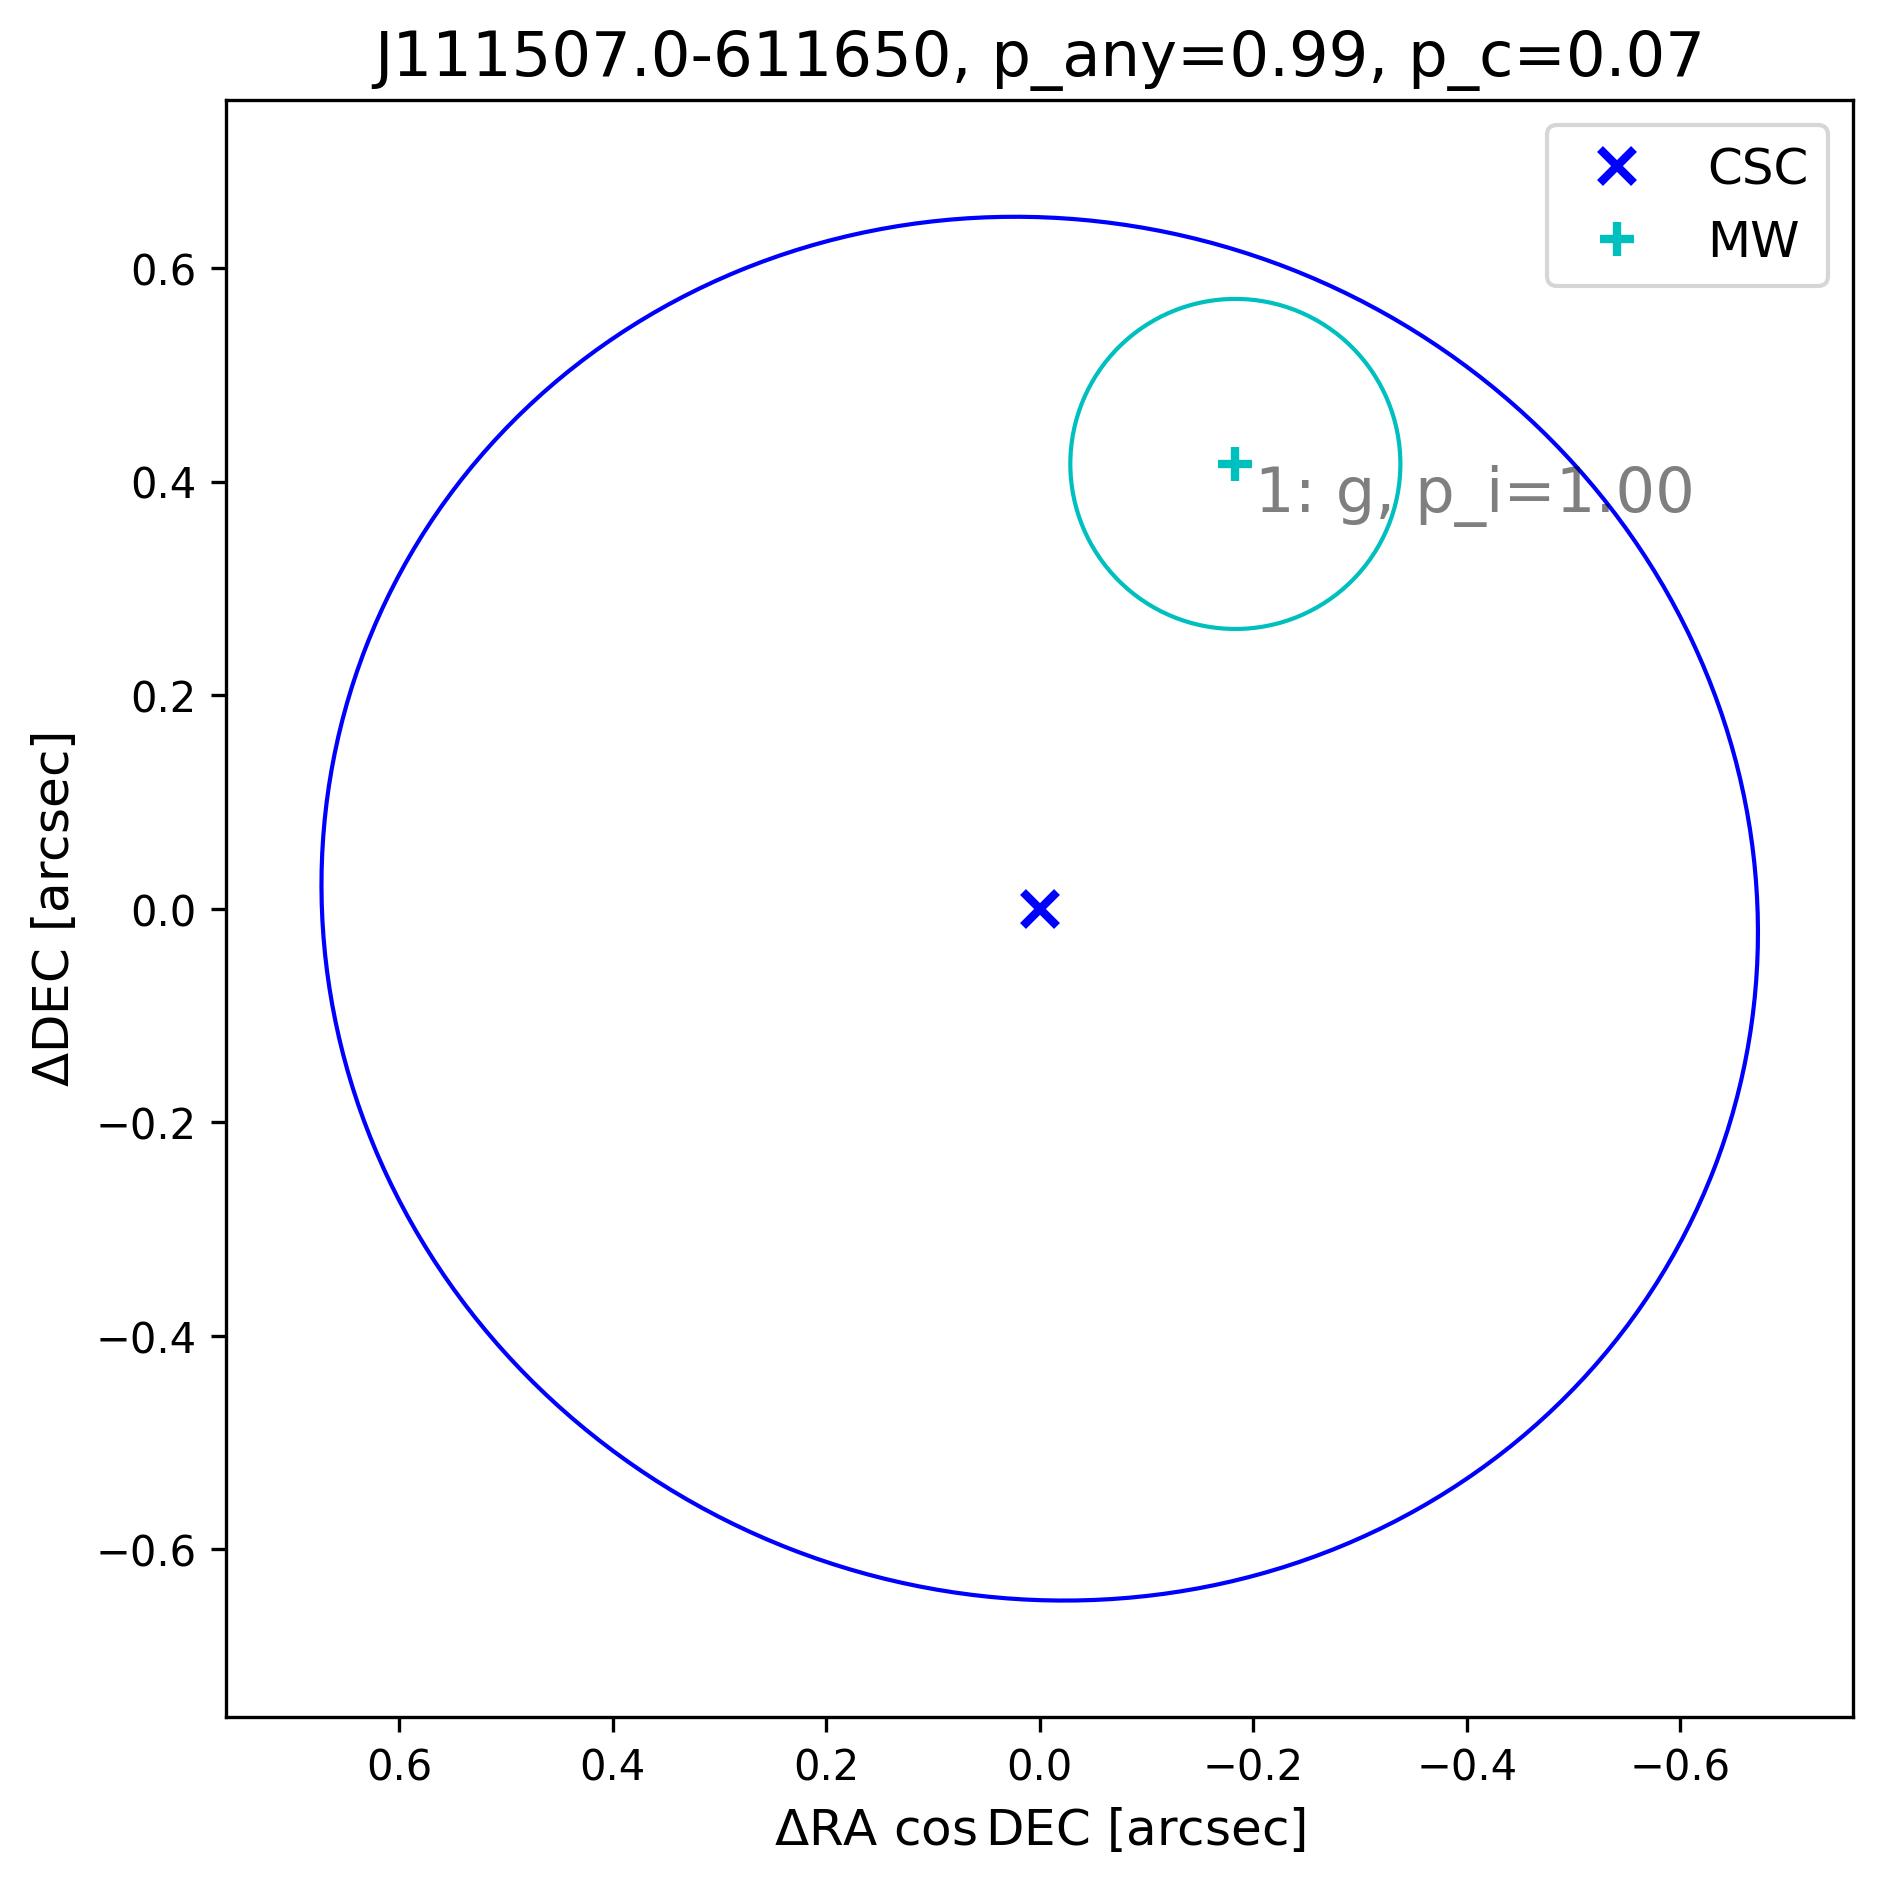 J111507.0-611650, p_any=0.99, p_c=0.07
CSC
MW
1: g, p_i=1.00
0.6
0.4
0.2
0.0
−0.2
−0.4
−0.6
ΔDEC [arcsec]
0.6 0.4 0.2 0.0 −0.2 −0.4 −0.6
ΔRA cos DEC [arcsec]